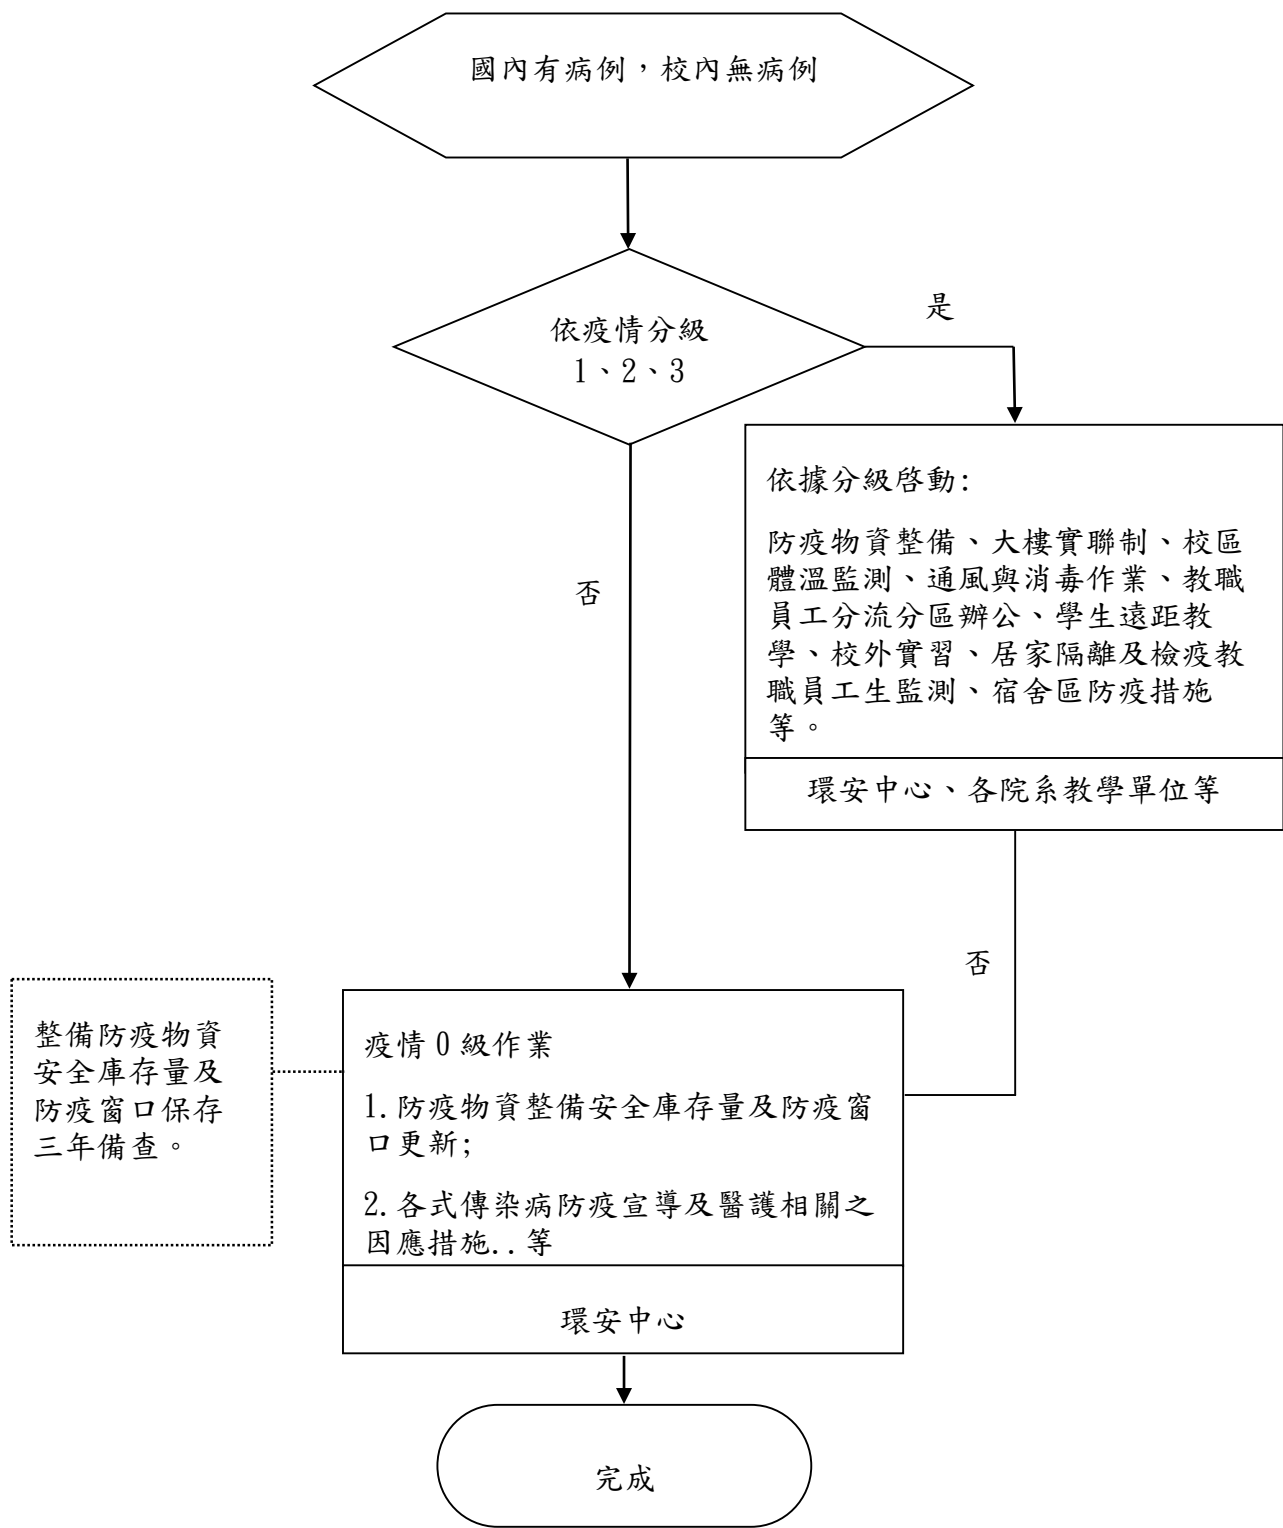 國內有病例，校內無病例
依疫情分級
1、2、3
是
依據分級啓動:
防疫物資整備、大樓實聯制、校區
體溫監測、通風與消毒作業、教職
員工分流分區辦公、學生遠距教
學、校外實習、居家隔離及檢疫教
職員工生監測、宿舍區防疫措施
等。
環安中心、各院系教學單位等
否
否
整備防疫物資
安全庫存量及
防疫窗口保存
三年備查。
疫情 0 級作業
1.防疫物資整備安全庫存量及防疫窗
口更新;
2.各式傳染病防疫宣導及醫護相關之
因應措施..等
環安中心
完成